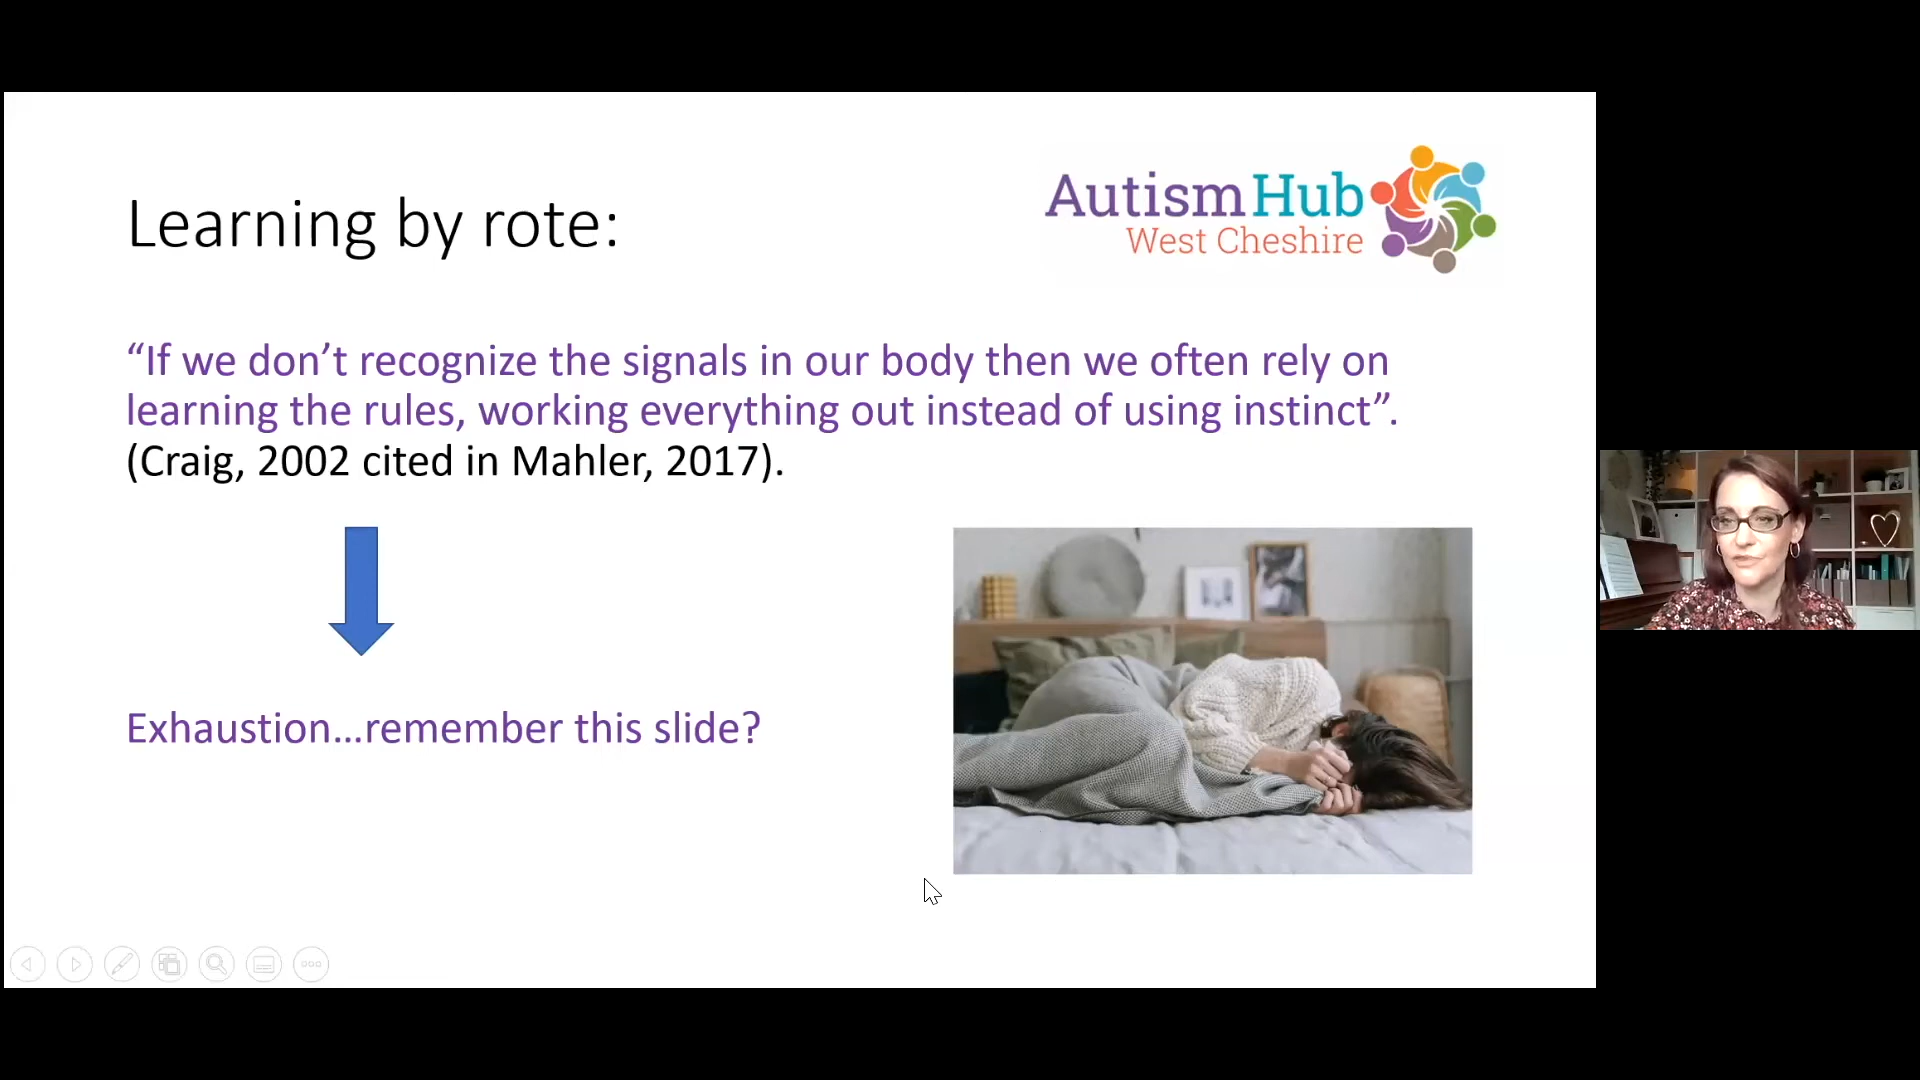 Autism Hub
West Cheshire
Learning by rote:
“If we don’t recognize the signals in our body then we often rely on
learning the rules, working everything out instead of using instinct”.
(Craig, 2002 cited in Mahler, 2017).
Exhaustion...remember this slide?